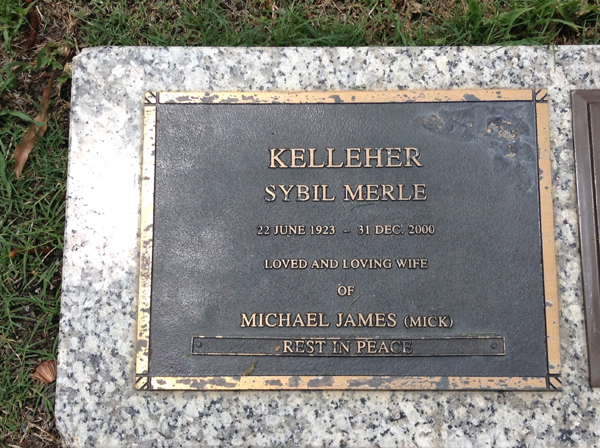 KELLEHER
SYBIL MERLE
22 JUNE 1923 – 31 DEC. 2000
LOVED AND LOVING WIFE
OF
MICHAEL JAMES (MICK)
REST IN PEACE